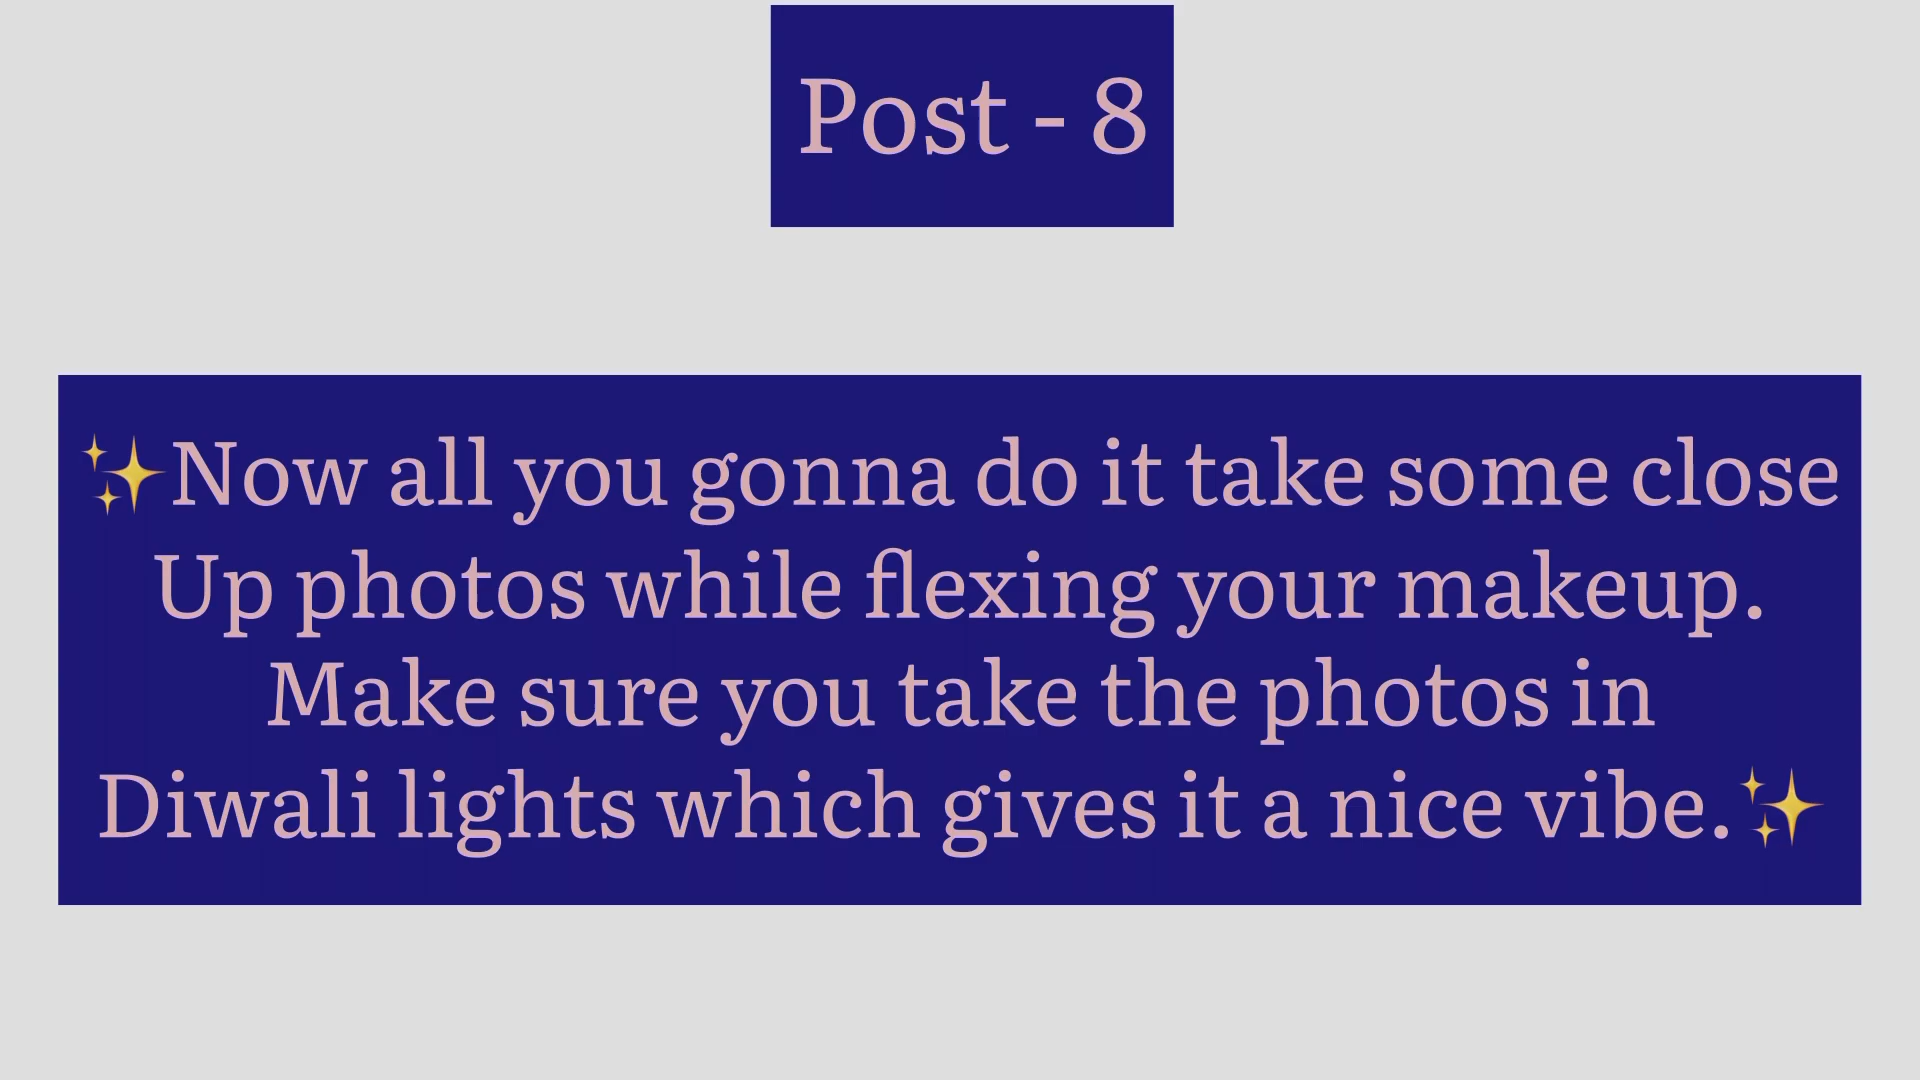 Post - 8
✨Now all you gonna do it take some close
Up photos while flexing your makeup.
Make sure you take the photos in
Diwali lights which gives it a nice vibe.✨